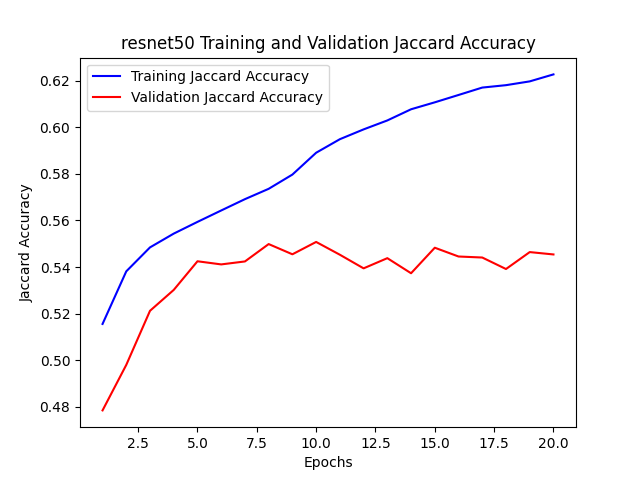 resnet50 Training and Validation Jaccard Accuracy
Training Jaccard Accuracy
Validation Jaccard Accuracy
Jaccard Accuracy
0.62
0.60
0.58
0.56
0.54
0.52
0.50
0.48
2.5 5.0 7.5 10.0 12.5 15.0 17.5 20.0
Epochs